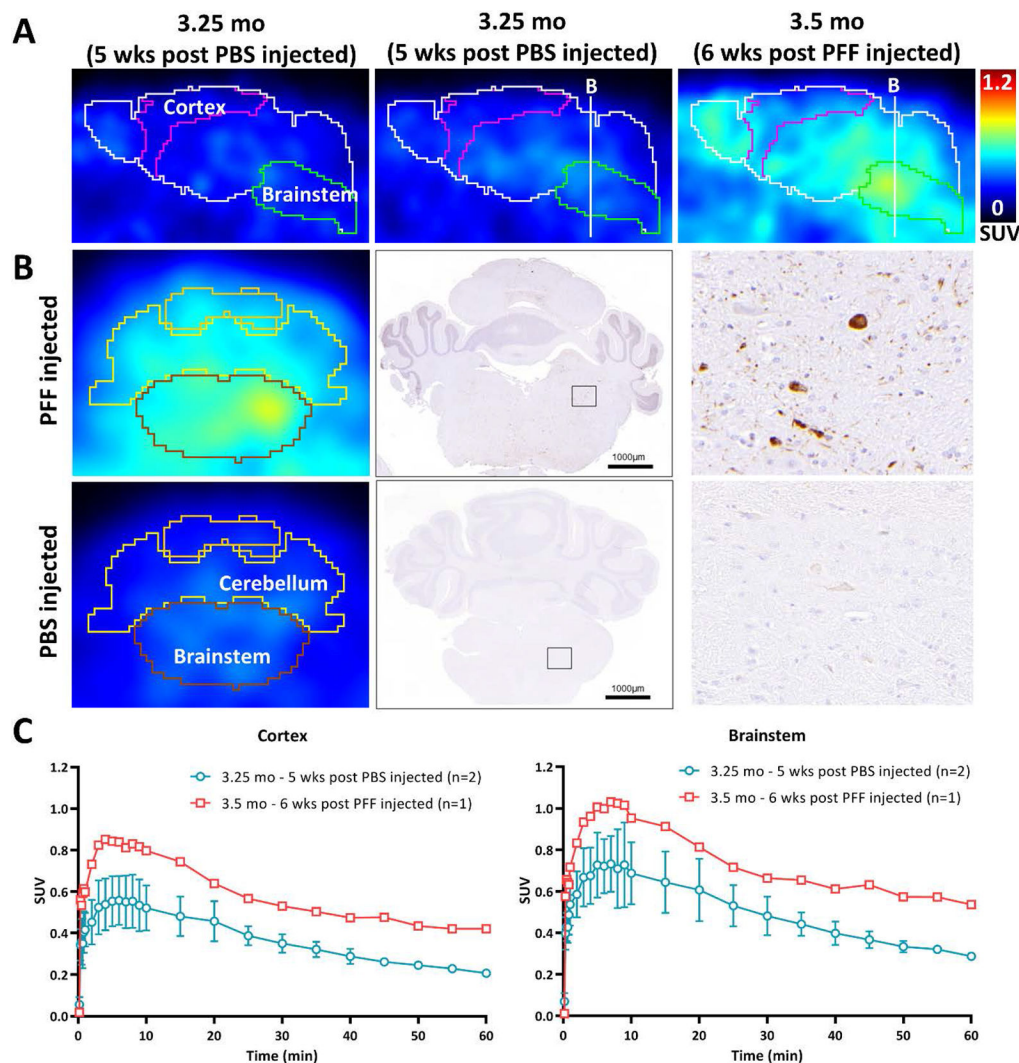 A
3.25 mo
(5 wks post PBS injected)
3.25 mo
(5 wks post PBS injected)
3.5 mo
(6 wks post PFF injected)
Cortex
Brainstem
B
B
1.2
0
SUV
B
PFF injected
1000µm
PBS injected
Cerebellum
Brainstem
1000µm
C
Cortex
3.25 mo - 5 wks post PBS injected (n=2)
3.5 mo - 6 wks post PFF injected (n=1)
SUV
1.2
1.0
0.8
0.6
0.4
0.2
0.0
0 10 20 30 40 50 60
Time (min)
Brainstem
3.25 mo - 5 wks post PBS injected (n=2)
3.5 mo - 6 wks post PFF injected (n=1)
SUV
1.2
1.0
0.8
0.6
0.4
0.2
0.0
0 10 20 30 40 50 60
Time (min)